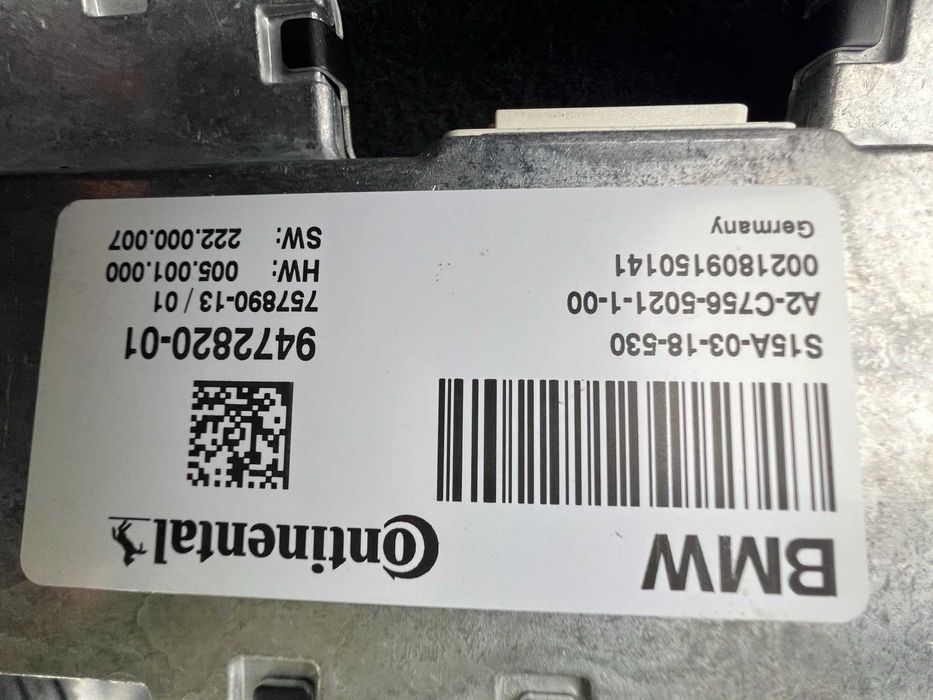 BMW
Continental
S15A-03-18-530
A2-C756-5021-1-00
0021809150141
Germany
9472820-01
757890-13 / 01
HW: 005.001.000
SW: 222.000.007